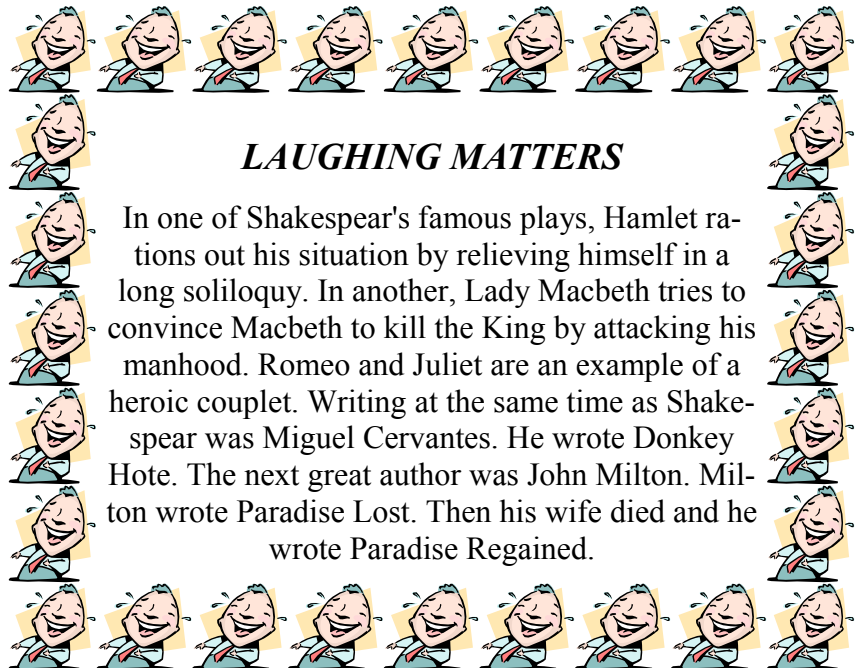 LAUGHING MATTERS
In one of Shakespear's famous plays, Hamlet ra-
tions out his situation by relieving himself in a
long soliloquy. In another, Lady Macbeth tries to
convince Macbeth to kill the King by attacking his
manhood. Romeo and Juliet are an example of a
heroic couplet. Writing at the same time as Shake-
spear was Miguel Cervantes. He wrote Donkey
Hote. The next great author was John Milton. Mil-
ton wrote Paradise Lost. Then his wife died and he
wrote Paradise Regained.